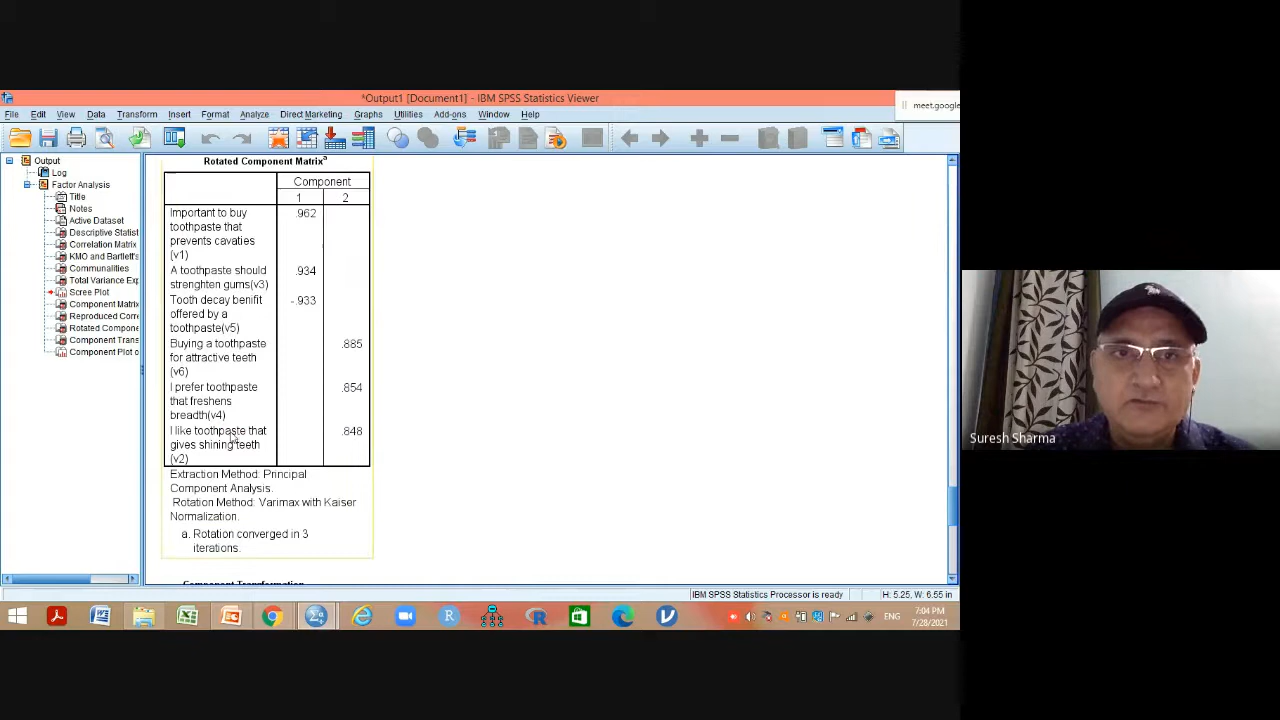 *Output1 [Document1] - IBM SPSS Statistics Viewer
File Edit View Data Transform Insert Format Analyze Direct Marketing Graphs Utilities Add-ons Window Help
meet.google
Output
Log
Factor Analysis
Title
Notes
Active Dataset
Descriptive Statist
Correlation Matrix
KMO and Bartlett's
Communalities
Total Variance Exp
Scree Plot
Component Matrix
Reproduced Corre
Rotated Compone
Component Trans
Component Plot o
Rotated Component Matrixa
Component
1 2
Important to buy .962
toothpaste that
prevents cavaties
(v1)
A toothpaste should .934
strenghten gums(v3)
Tooth decay benifit -.933
offered by a
toothpaste(v5)
Buying a toothpaste .885
for attractive teeth
(v6)
I prefer toothpaste .854
that freshens
breadth(v4)
I like toothpaste that .848
gives shining teeth
(v2)
Extraction Method: Principal
Component Analysis.
Rotation Method: Varimax with Kaiser
Normalization.
a. Rotation converged in 3
iterations.
Component Transformation
Suresh Sharma
IBM SPSS Statistics Processor is ready H: 5.25, W: 6.55 in
ENG
7:04 PM
7/28/2021